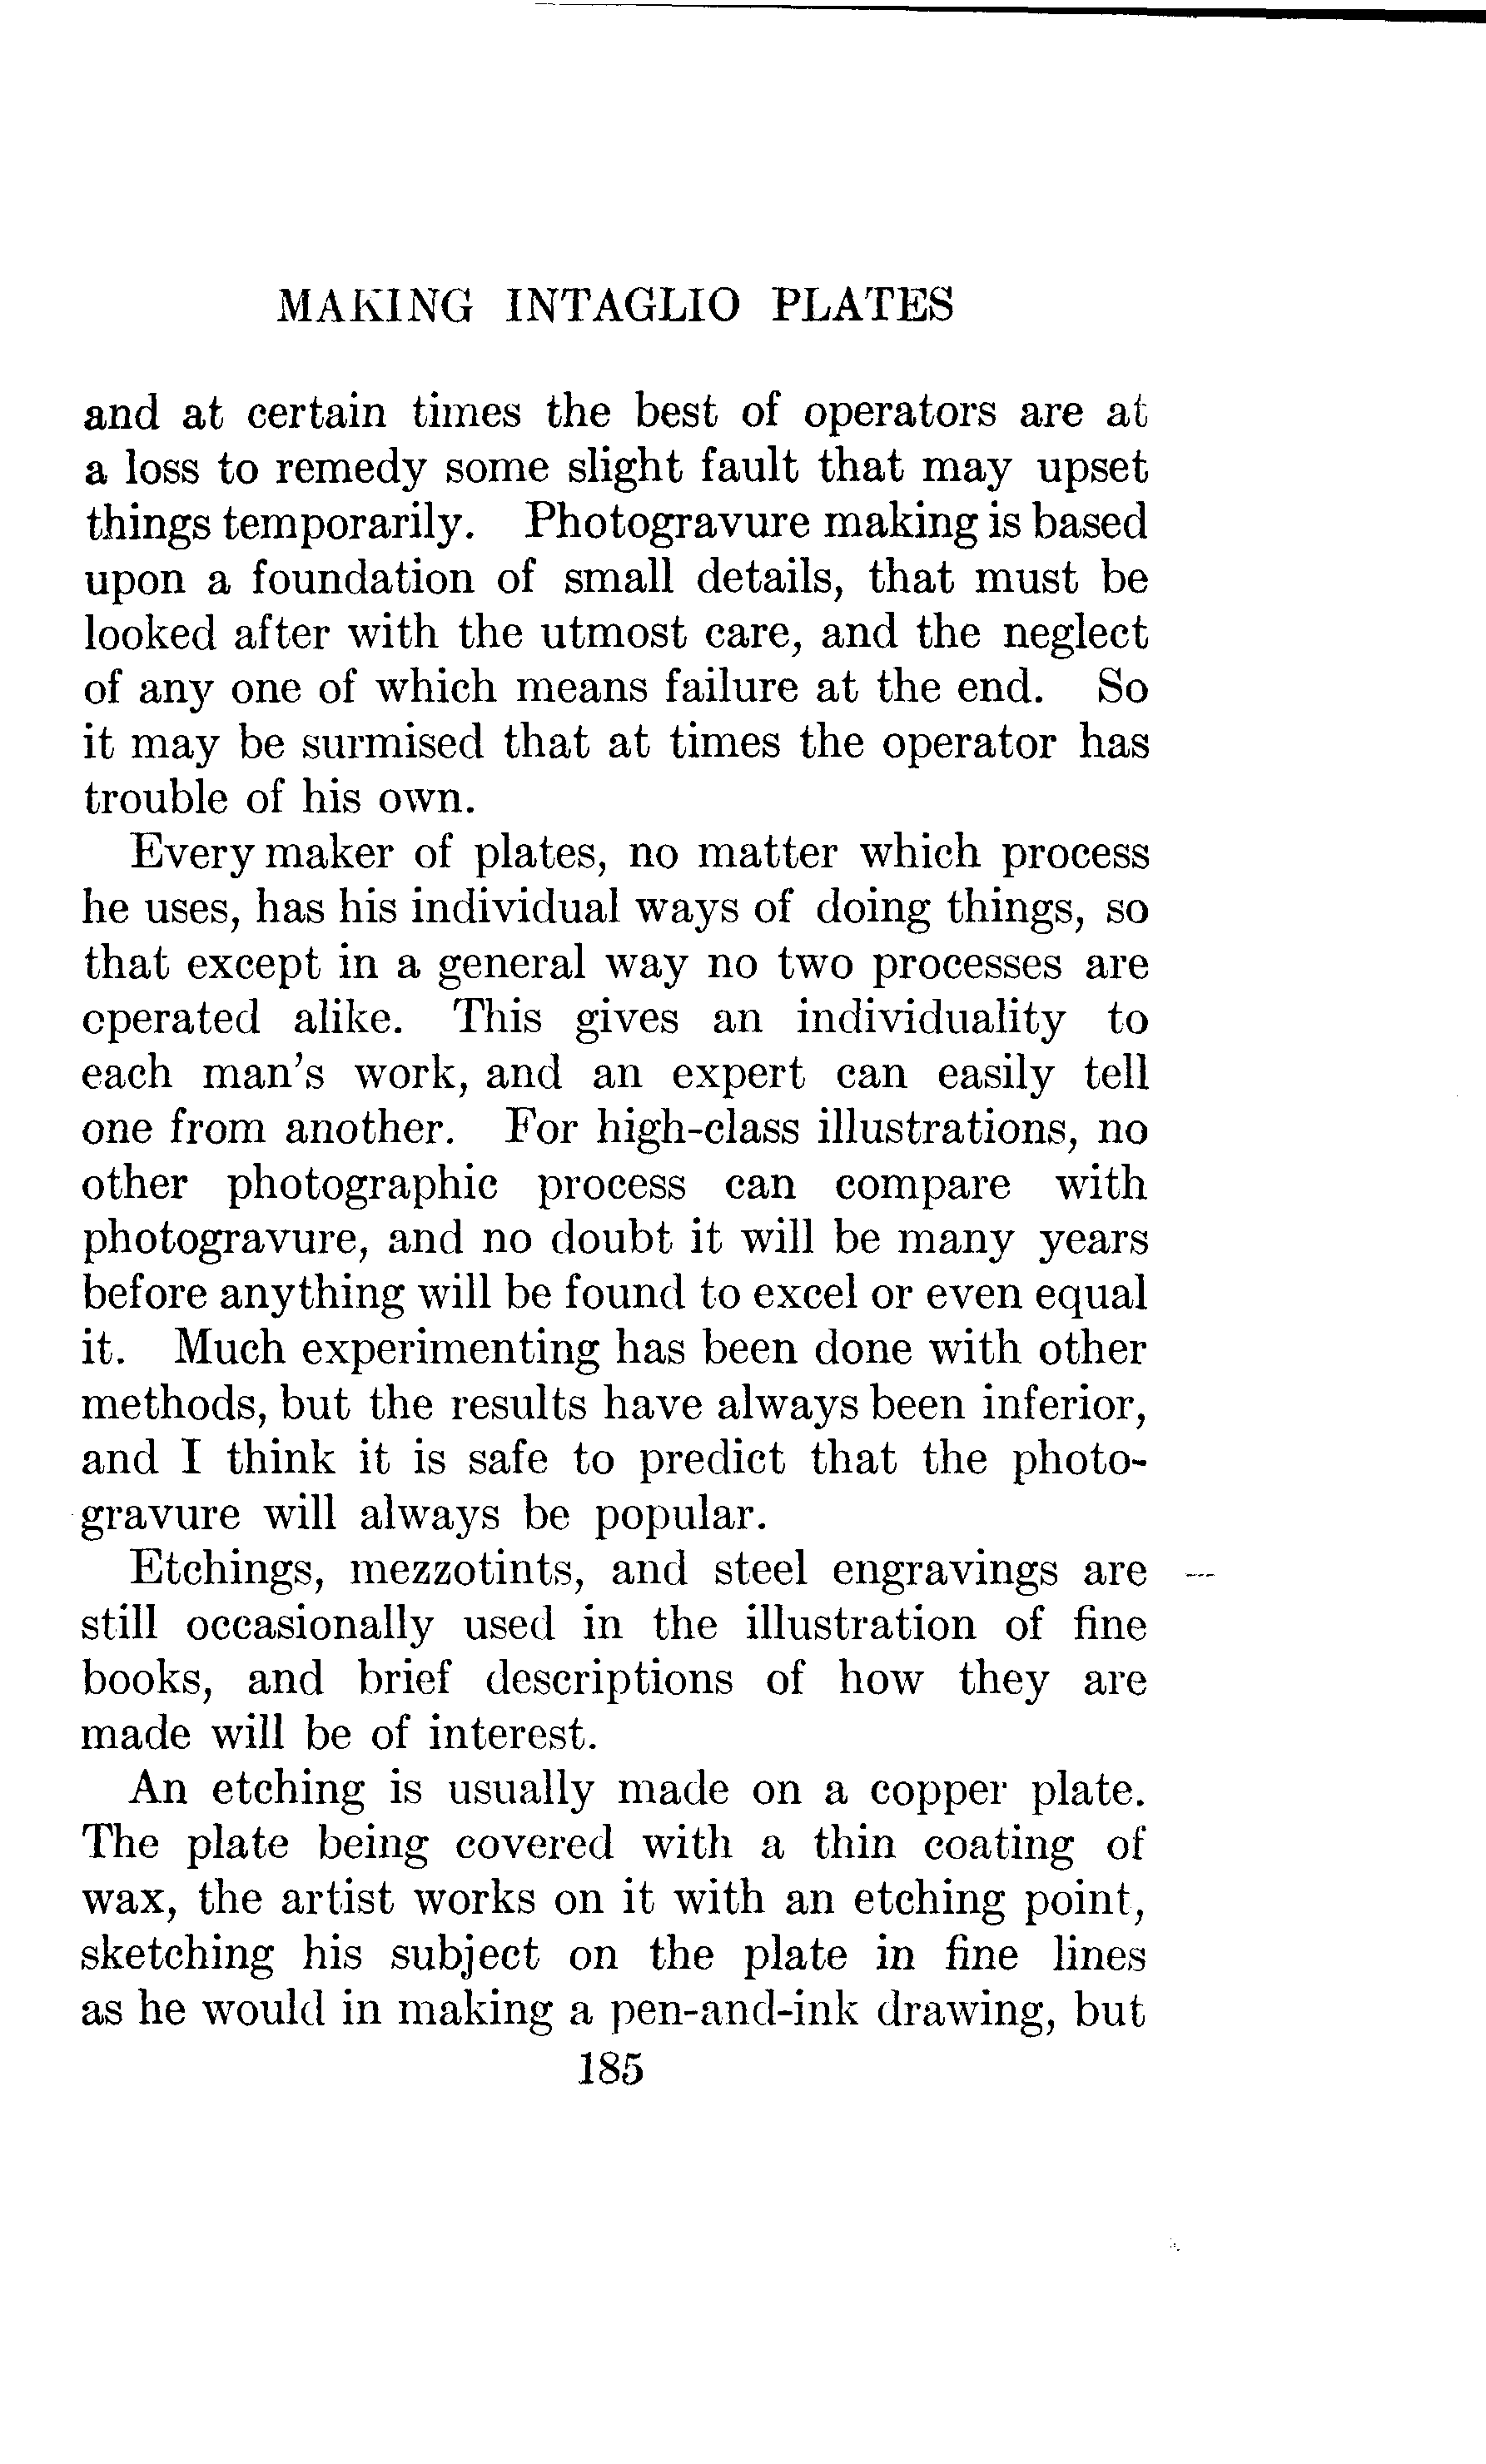 MAKING INTAGLIO PLATES
and at certain times the best of operators are at
a loss to remedy some slight fault that may upset
things temporarily. Photogravure making is based
upon a foundation of small details, that must be
looked after with the utmost care, and the neglect
of any one of which means failure at the end. So
it may be surmised that at times the operator has
trouble of his own.
Every maker of plates, no matter which process
he uses, has his individual ways of doing things, so
that except in a general way no two processes are
operated alike. This gives an individuality to
each man's work, and an expert can easily tell
one from another. For high-class illustrations, no
other photographic process can compare with
photogravure, and no doubt it will be many years
before anything will be found to excel or even equal
it. Much experimenting has been done with other
methods, but the results have always been inferior,
and I think it is safe to predict that the photo-
gravure will always be popular.
Etchings, mezzotints, and steel engravings are
still occasionally used in the illustration of fine
books, and brief descriptions of how they are
made will be of interest.
An etching is usually made on a copper plate.
The plate being covered with a thin coating of
wax, the artist works on it with an etching point,
sketching his subject on the plate in fine lines
as he would in making a pen-and-ink drawing, but
185